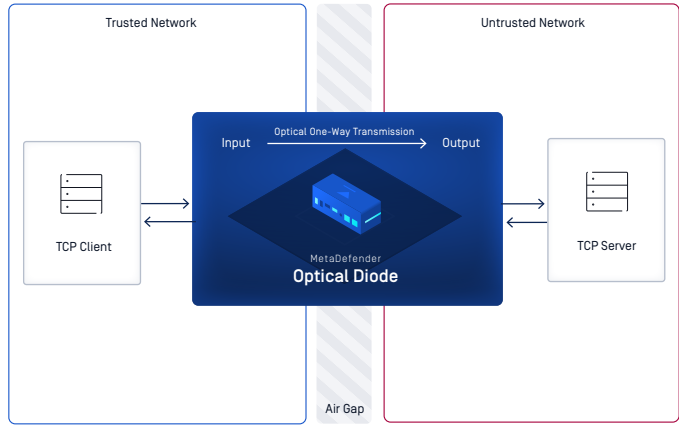 Trusted Network
Untrusted Network
Optical One-Way Transmission
Input
Output
TCP Client
TCP Server
MetaDefender
Optical Diode
Air Gap